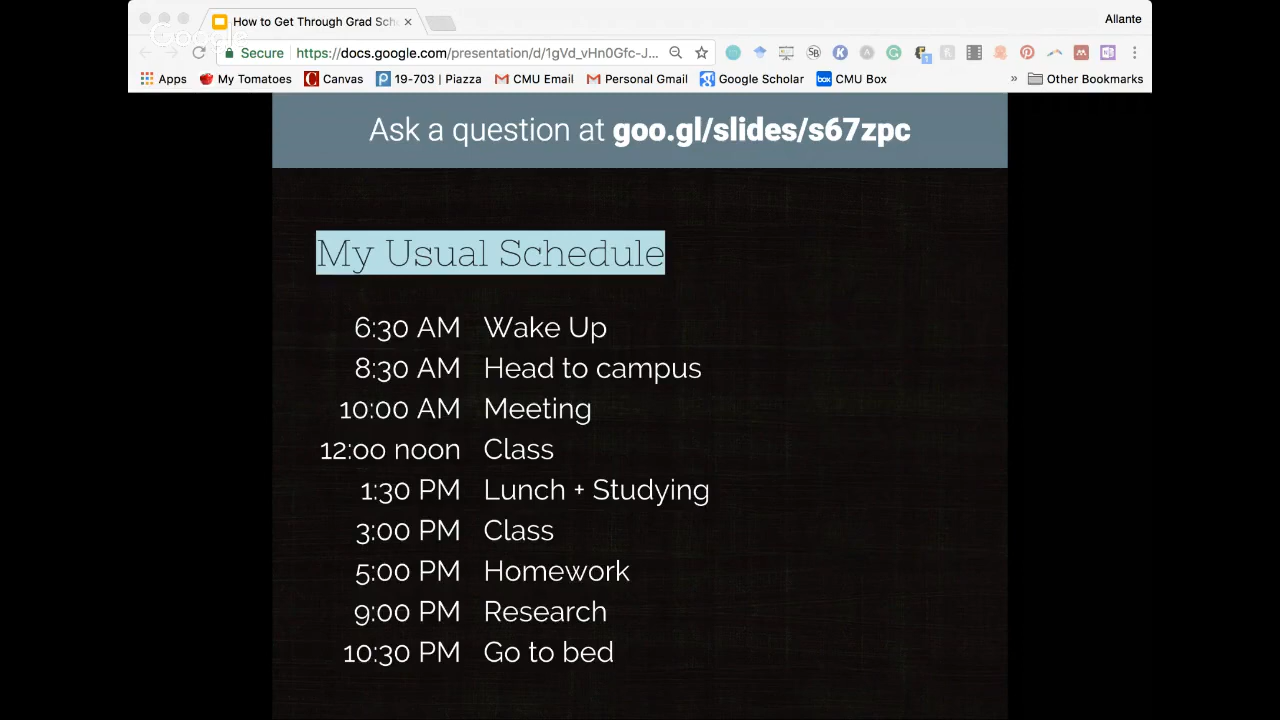 How to Get Through Grad Sch
Allante
Google
Secure https://docs.google.com/presentation/d/1gVd_vHn0Gfc-J...
Apps My Tomatoes Canvas 19-703 | Piazza CMU Email Personal Gmail Google Scholar box CMU Box » Other Bookmarks
Ask a question at goo.gl/slides/s67zpc
My Usual Schedule
6:30 AM Wake Up
8:30 AM Head to campus
10:00 AM Meeting
12:00 noon Class
1:30 PM Lunch + Studying
3:00 PM Class
5:00 PM Homework
9:00 PM Research
10:30 PM Go to bed